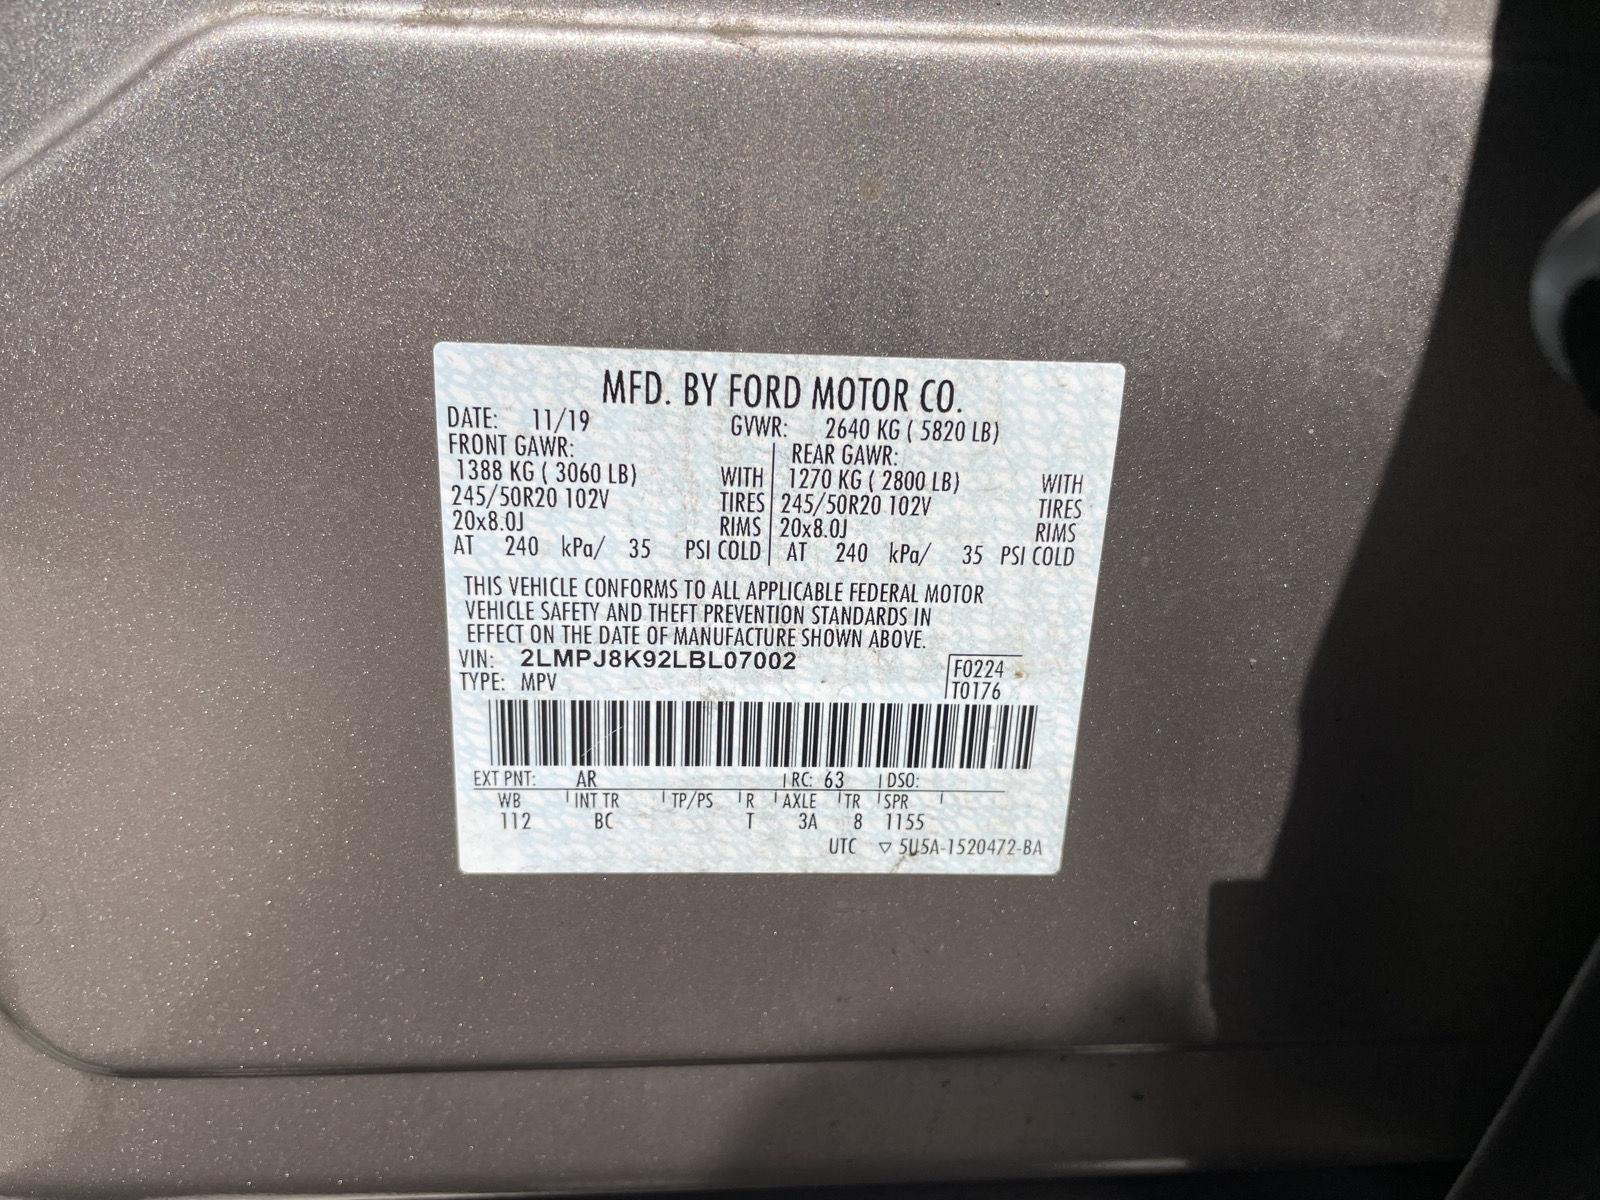 MFD. BY FORD MOTOR CO.
DATE: 11/19 GVWR: 2640 KG ( 5820 LB)
FRONT GAWR: REAR GAWR:
1388 KG ( 3060 LB) WITH 1270 KG ( 2800 LB) WITH
245/50R20 102V TIRES 245/50R20 102V TIRES
20x8.0J RIMS 20x8.0J RIMS
AT 240 kPa/ 35 PSI COLD AT 240 kPa/ 35 PSI COLD
THIS VEHICLE CONFORMS TO ALL APPLICABLE FEDERAL MOTOR
VEHICLE SAFETY AND THEFT PREVENTION STANDARDS IN
EFFECT ON THE DATE OF MANUFACTURE SHOWN ABOVE.
VIN: 2LMPJ8K92LBL07002 F0224
TYPE: MPV T0176
EXT PNT: AR RC: 63 DSO:
WB INT TR TP/PS R AXLE TR SPR
112 BC T 3A 8 1155
UTC ▽ 5U5A-1520472-BA